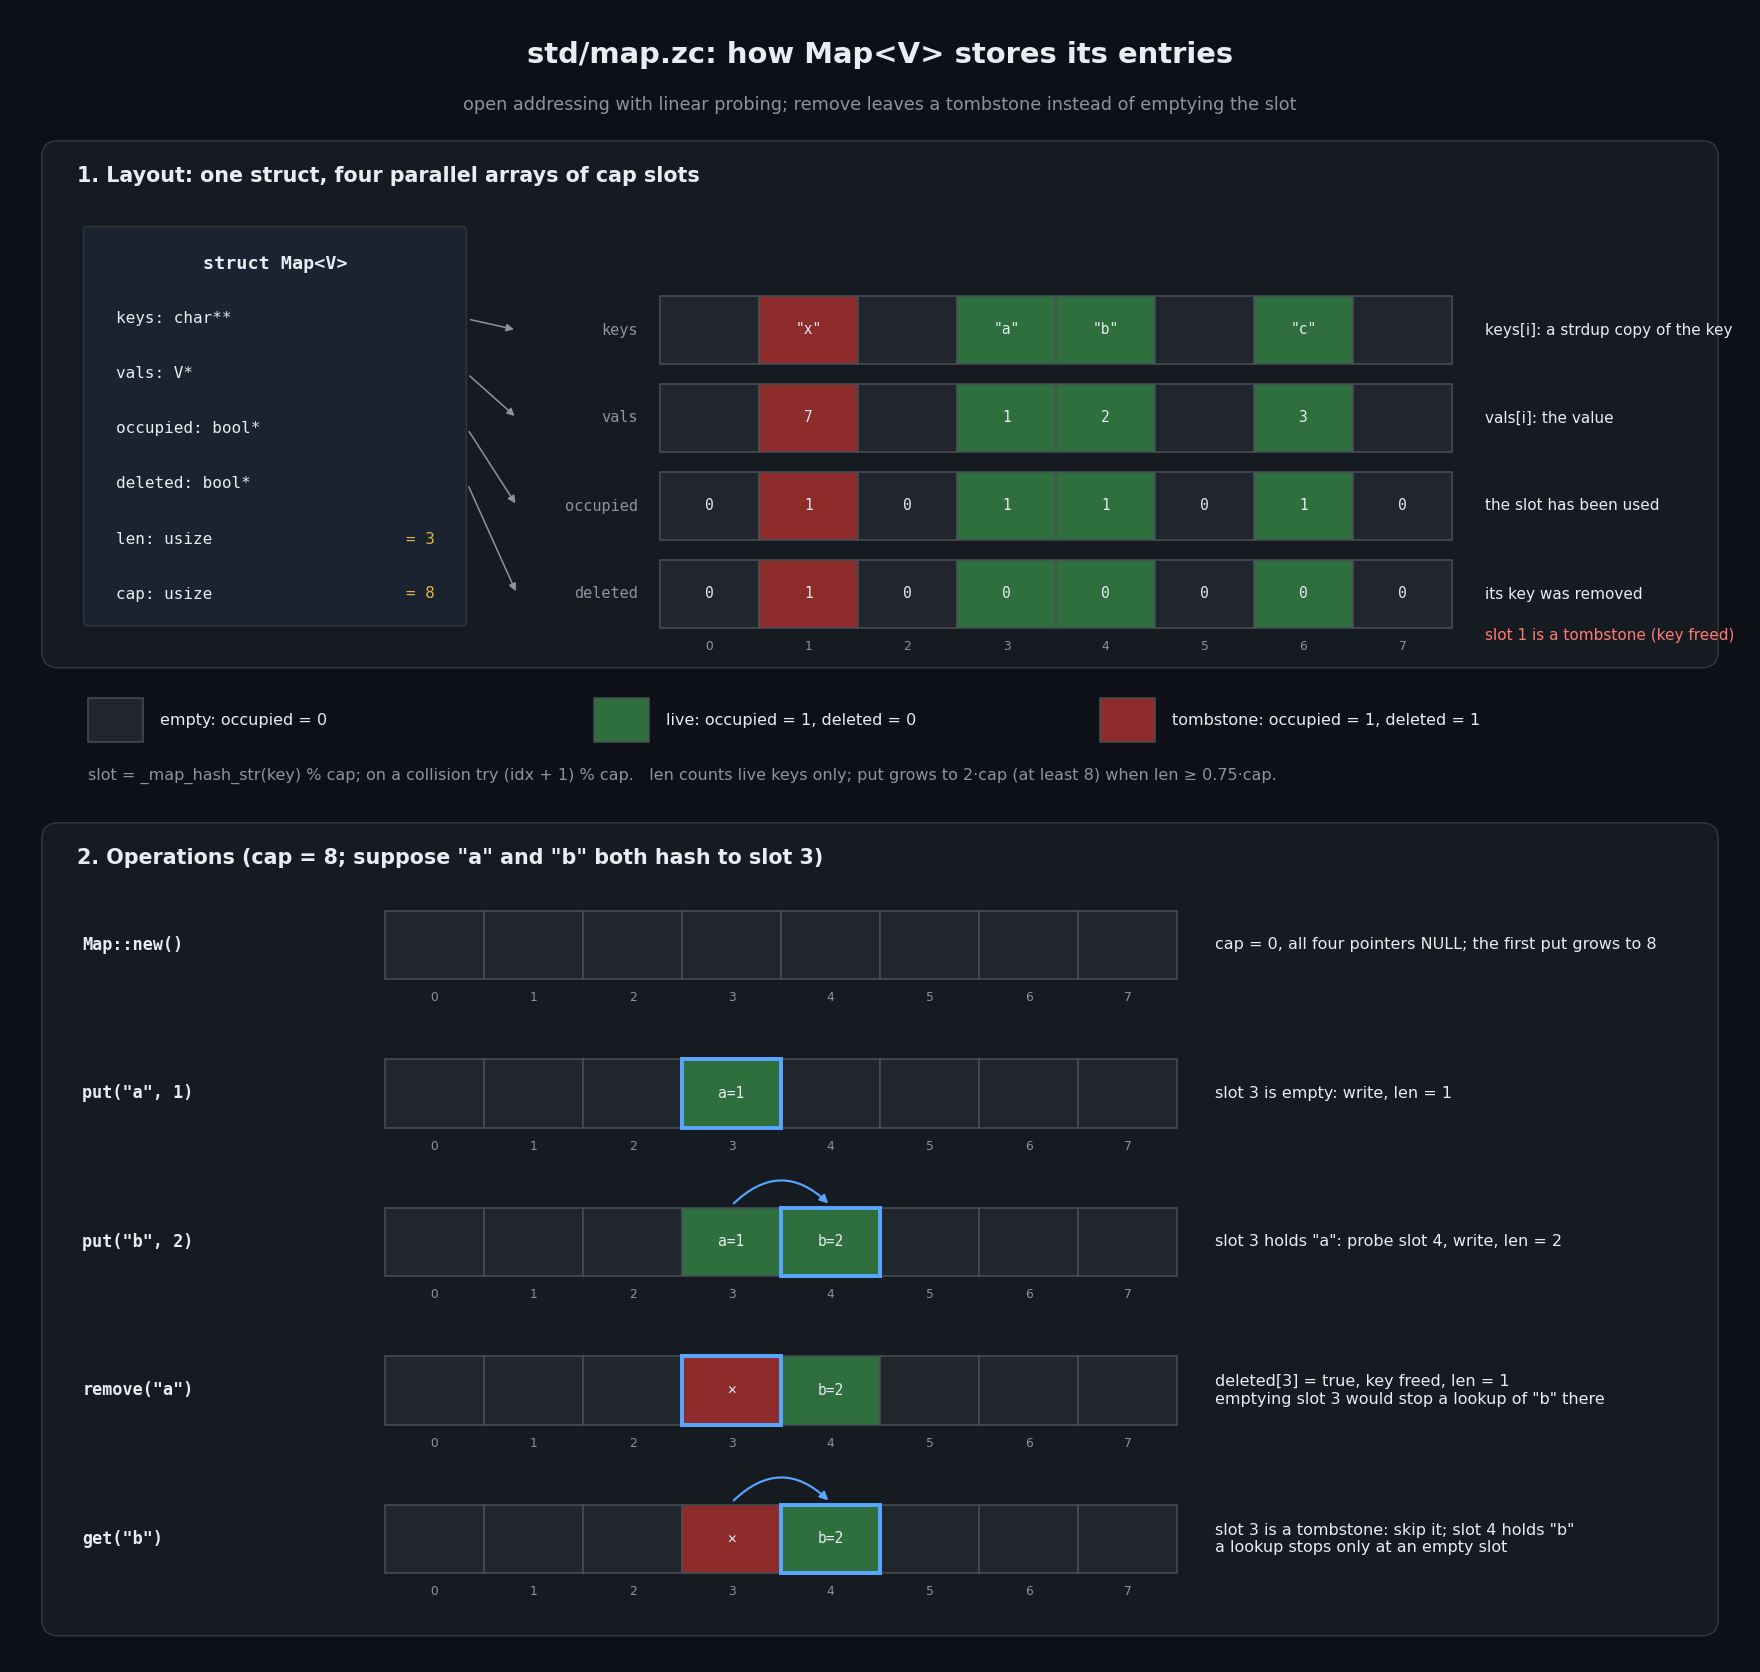 std/map.zc: how Map<V> stores its entries
open addressing with linear probing; remove leaves a tombstone instead of emptying the slot
1. Layout: one struct, four parallel arrays of cap slots
struct Map<V>
keys: char**
vals: V*
occupied: bool*
deleted: bool*
len: usize = 3
cap: usize = 8
keys "x" "a" "b" "c" keys[i]: a strdup copy of the key
vals 7 1 2 3 vals[i]: the value
occupied 0 1 0 1 1 0 1 0 the slot has been used
deleted 0 1 0 0 0 0 0 0 its key was removed
slot 1 is a tombstone (key freed)
0 1 2 3 4 5 6 7
empty: occupied = 0
live: occupied = 1, deleted = 0
tombstone: occupied = 1, deleted = 1
slot = _map_hash_str(key) % cap; on a collision try (idx + 1) % cap. len counts live keys only; put grows to 2·cap (at least 8) when len ≥ 0.75·cap.
2. Operations (cap = 8; suppose "a" and "b" both hash to slot 3)
Map::new() cap = 0, all four pointers NULL; the first put grows to 8
0 1 2 3 4 5 6 7
put("a", 1) a=1 slot 3 is empty: write, len = 1
0 1 2 3 4 5 6 7
put("b", 2) a=1 b=2 slot 3 holds "a": probe slot 4, write, len = 2
0 1 2 3 4 5 6 7
remove("a") × b=2 deleted[3] = true, key freed, len = 1
emptying slot 3 would stop a lookup of "b" there
0 1 2 3 4 5 6 7
get("b") × b=2 slot 3 is a tombstone: skip it; slot 4 holds "b"
a lookup stops only at an empty slot
0 1 2 3 4 5 6 7